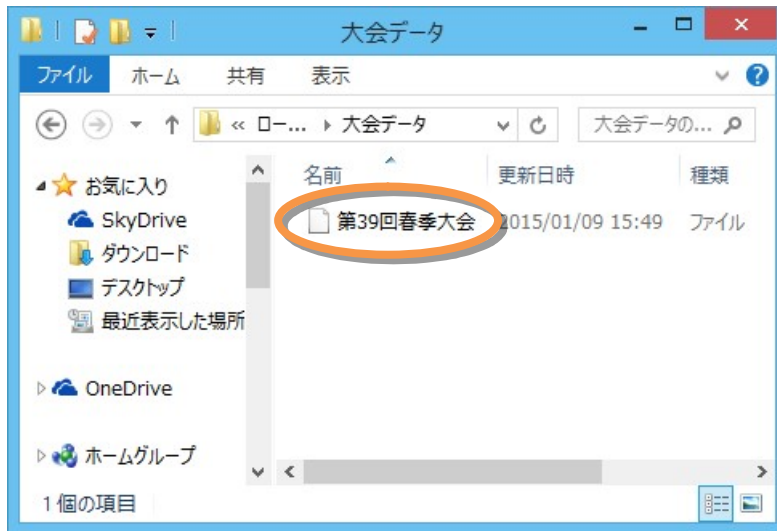 大会データ
ファイル ホーム 共有 表示
« ロー... 大会データ 大会データの...
名前 更新日時 種類
第39回春季大会 2015/01/09 15:49 ファイル
お気に入り
SkyDrive
ダウンロード
デスクトップ
最近表示した場所
OneDrive
ホームグループ
1 個の項目